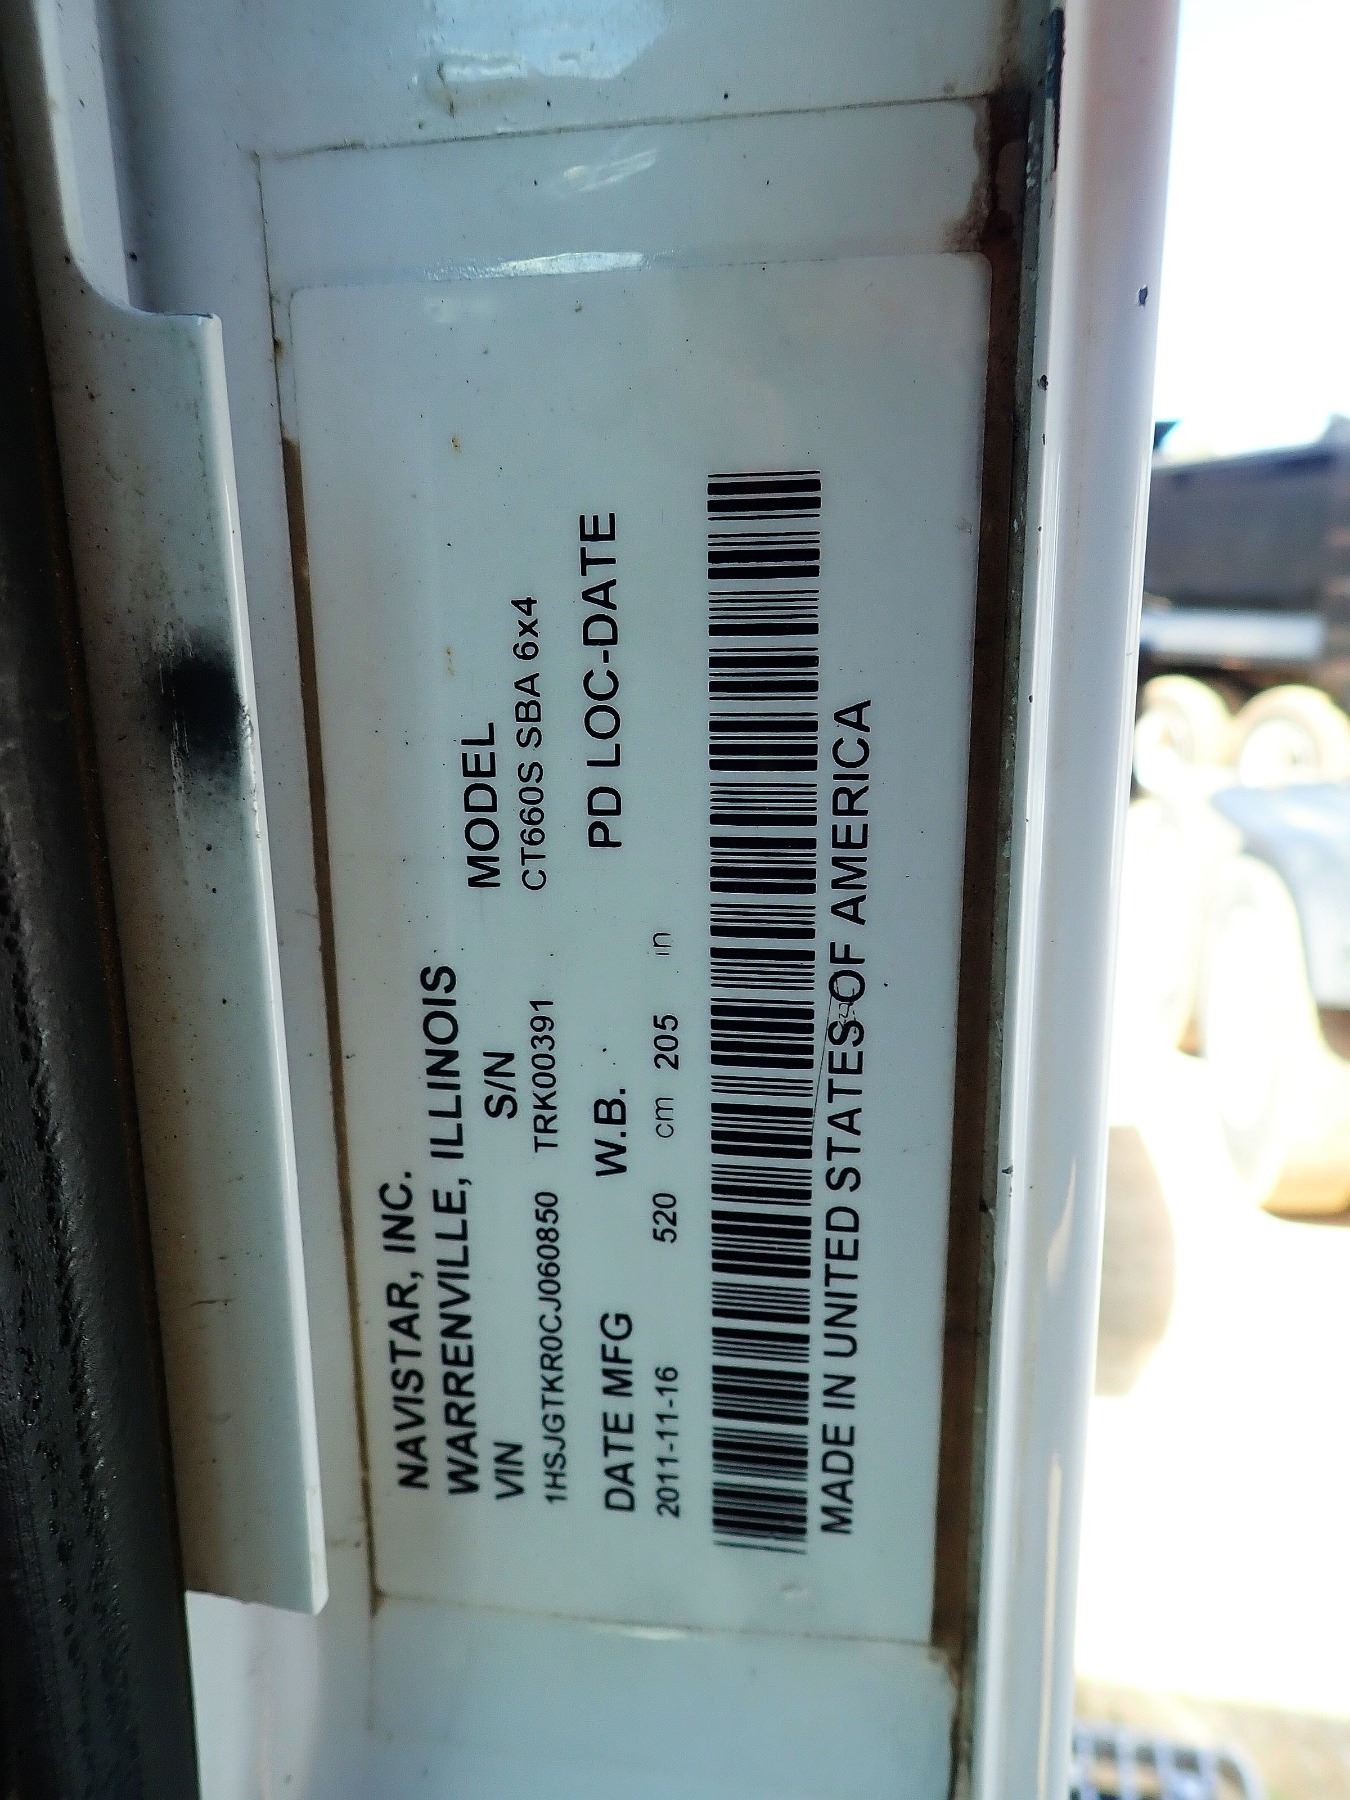 NAVISTAR, INC.
WARRENVILLE, ILLINOIS
VIN S/N MODEL
1HSJGTKR0CJ060850 TRK00391 CT660S SBA 6x4
DATE MFG W.B. PD LOC-DATE
2011-11-16 520 cm 205 in
MADE IN UNITED STATES OF AMERICA